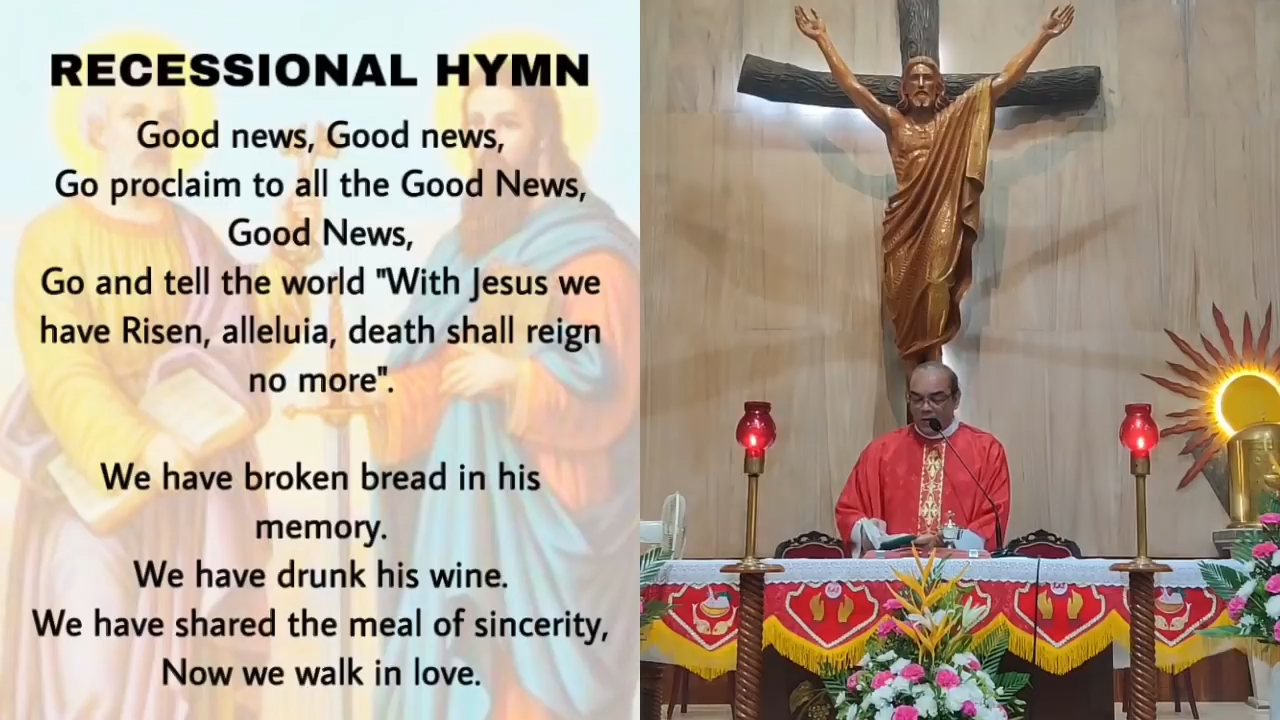 RECESSIONAL HYMN
Good news, Good news,
Go proclaim to all the Good News,
Good News,
Go and tell the world "With Jesus we
have Risen, alleluia, death shall reign
no more".
We have broken bread in his
memory.
We have drunk his wine.
We have shared the meal of sincerity,
Now we walk in love.